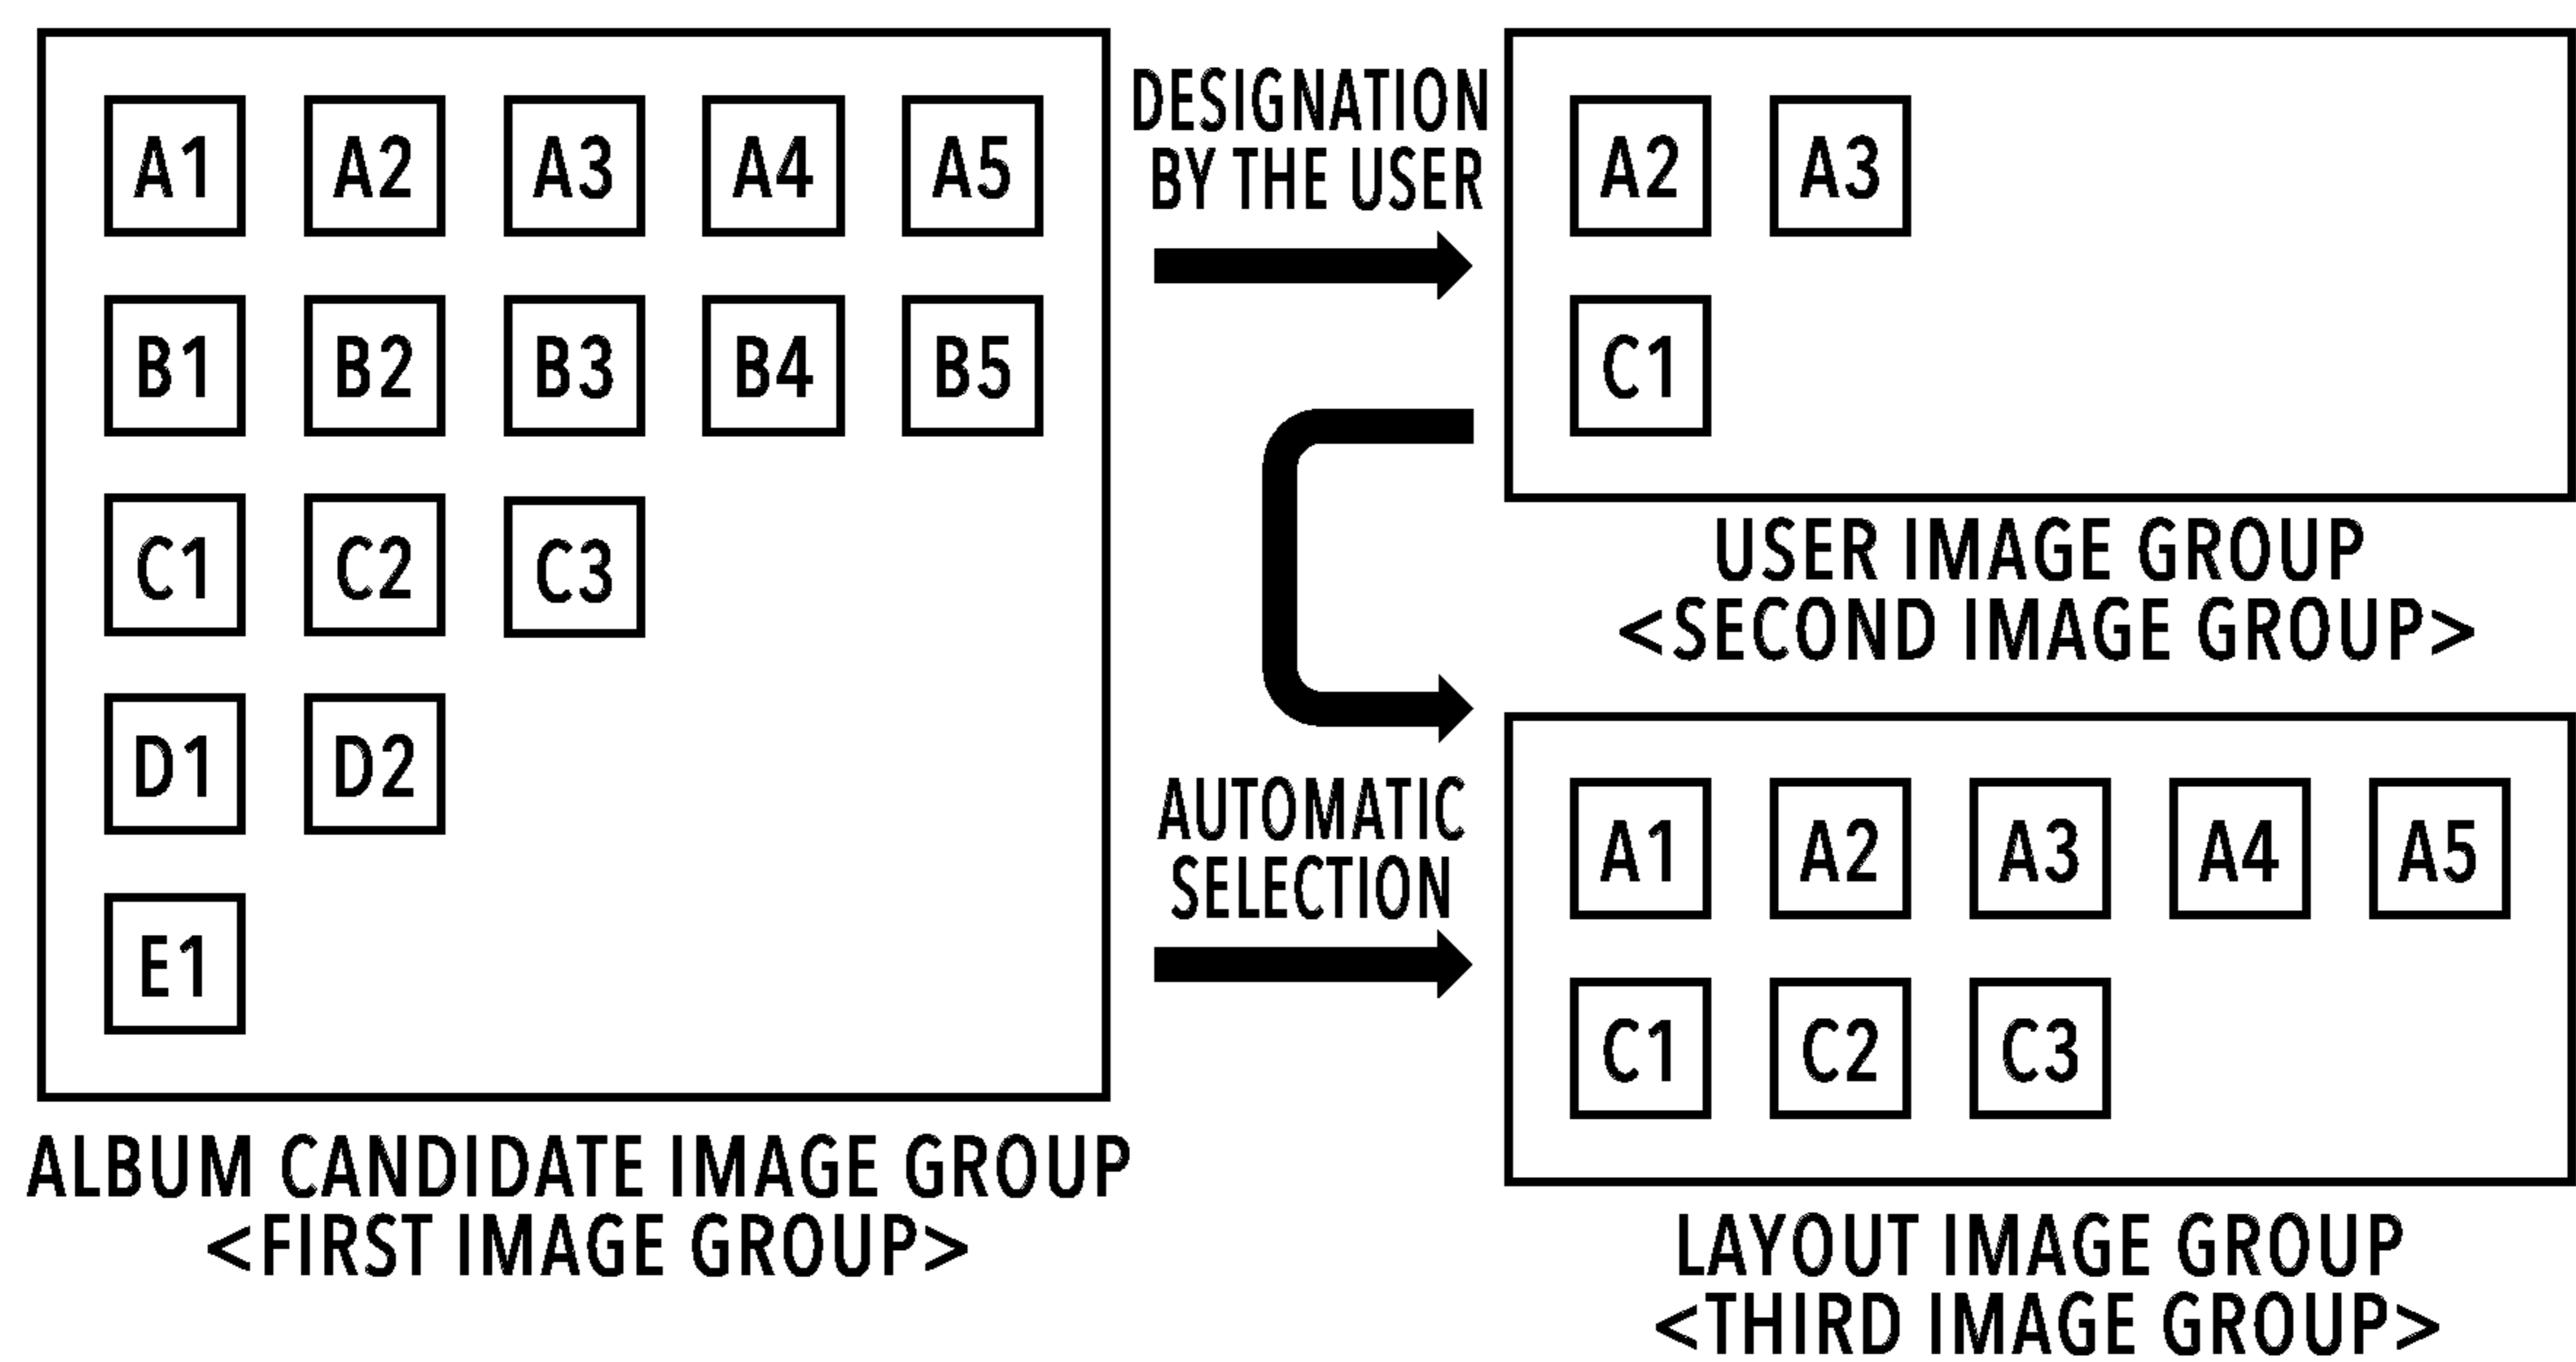 A1 A2 A3 A4 A5
B1 B2 B3 B4 B5
C1 C2 C3
D1 D2
E1
ALBUM CANDIDATE IMAGE GROUP
<FIRST IMAGE GROUP>
DESIGNATION
BY THE USER
A2 A3
C1
USER IMAGE GROUP
<SECOND IMAGE GROUP>
AUTOMATIC
SELECTION
A1 A2 A3 A4 A5
C1 C2 C3
LAYOUT IMAGE GROUP
<THIRD IMAGE GROUP>